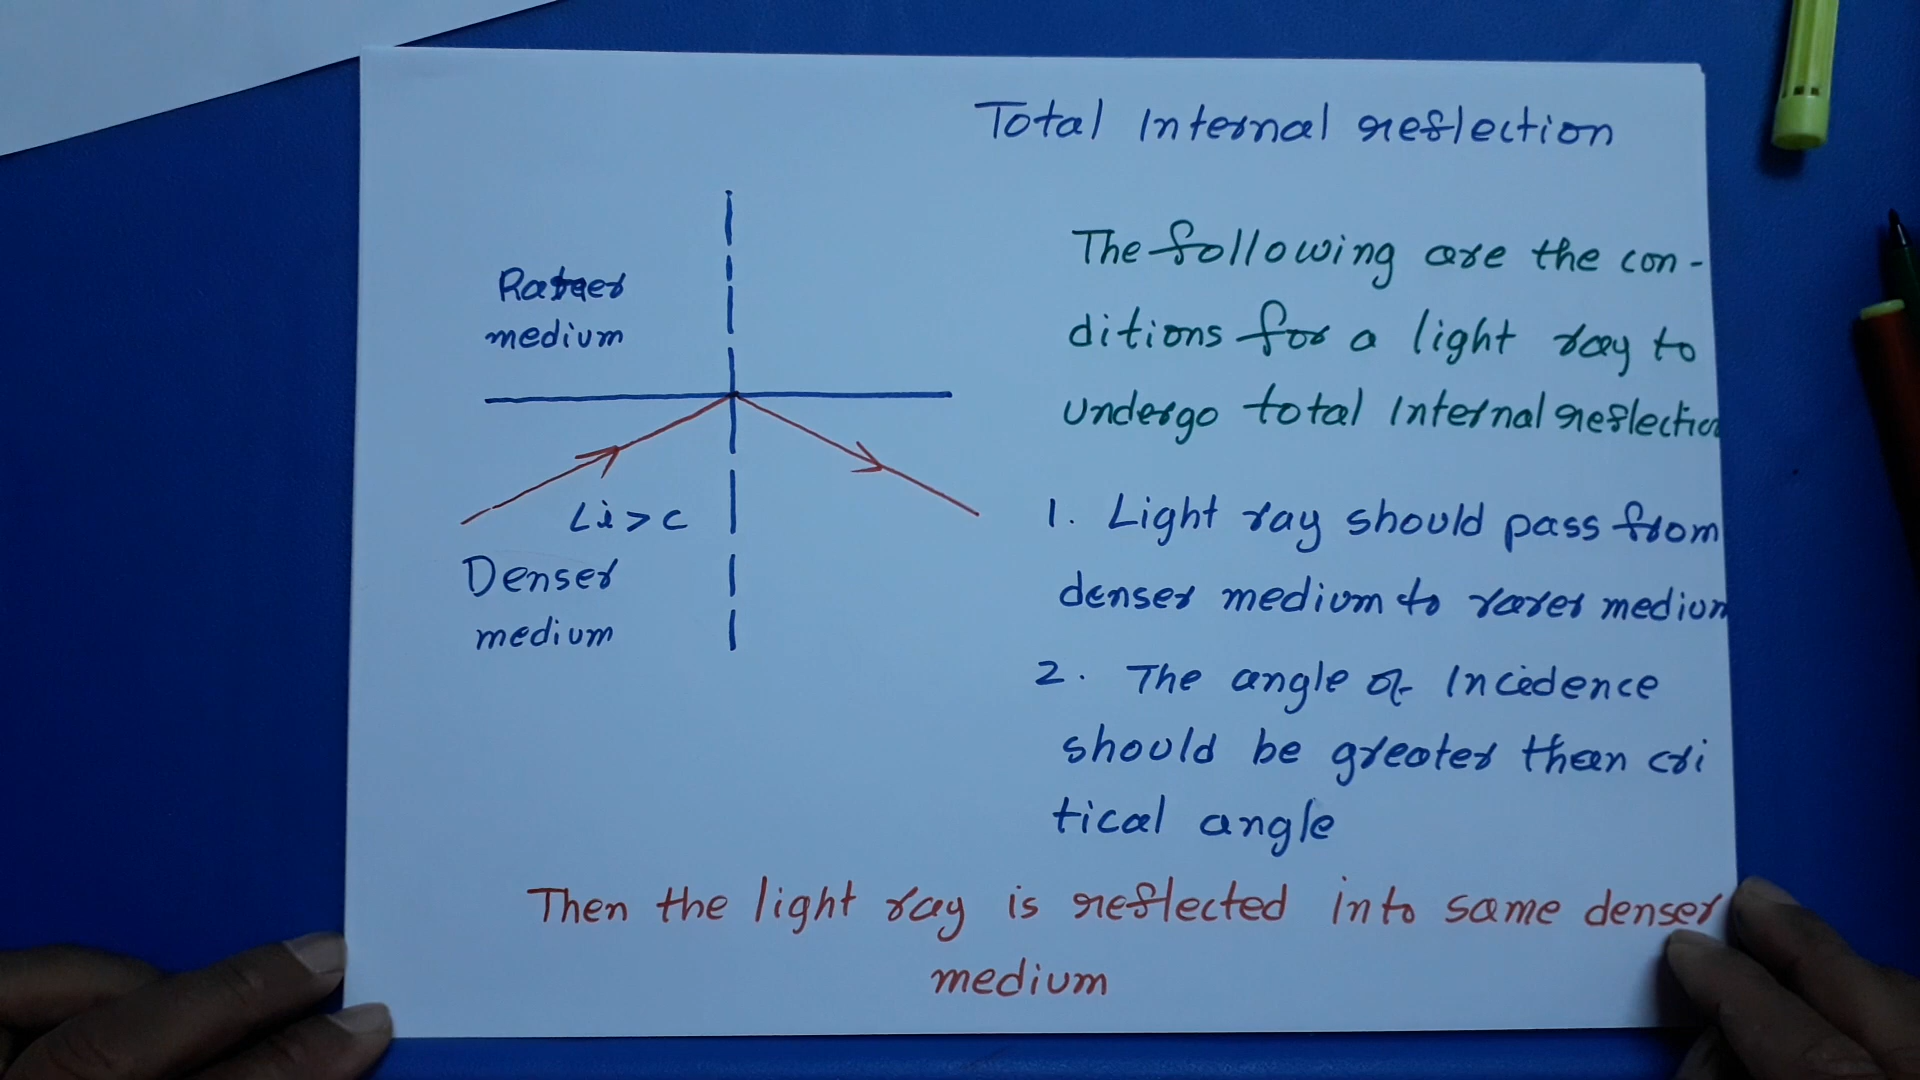 Total Internal reflection
Rarer
medium
∠i > c
Denser
medium
The following are the con-
ditions for a light ray to
undergo total Internal reflection
1. Light ray should pass from
denser medium to rarer medium
2. The angle of Incidence
should be greater than cri
tical angle
Then the light ray is reflected into same denser
medium